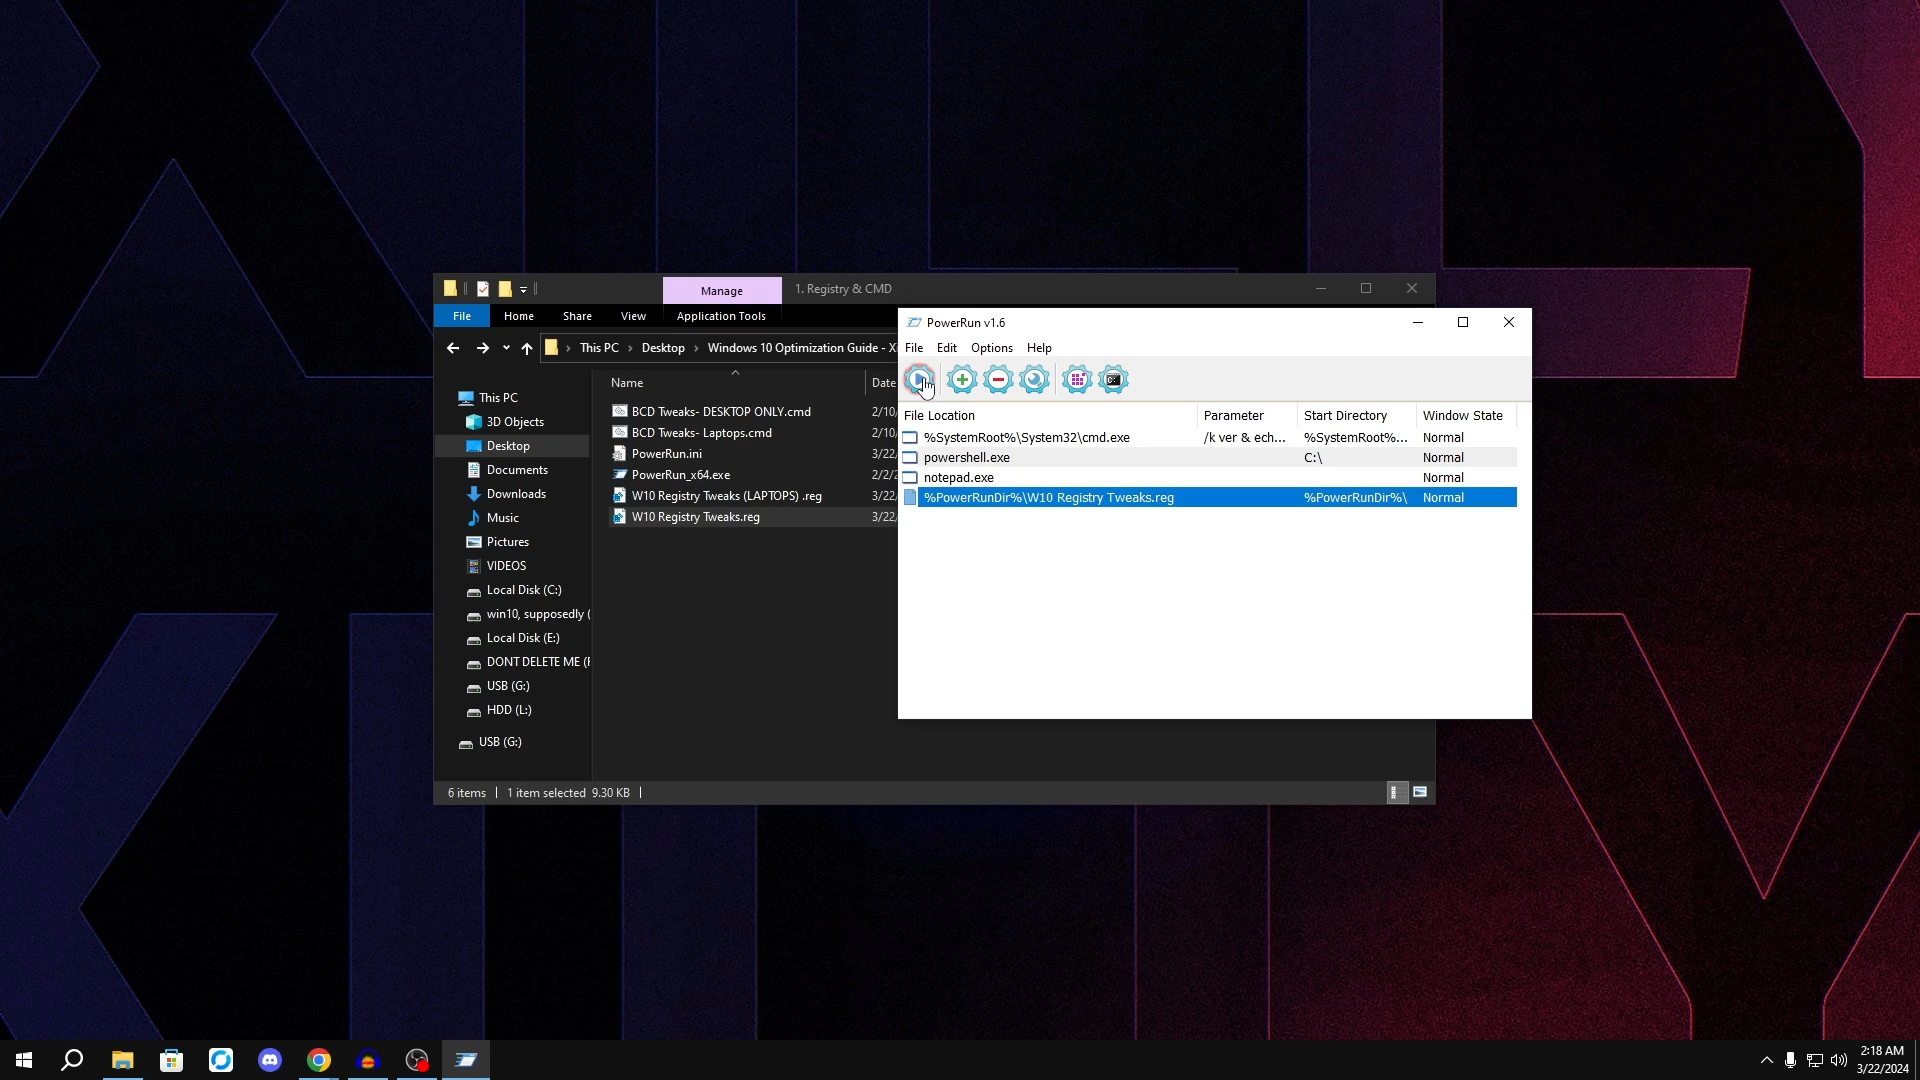 Manage
1. Registry & CMD
File
Home
Share
View
Application Tools
This PC
Desktop
Windows 10 Optimization Guide - X
Name
Date
This PC
3D Objects
Desktop
Documents
Downloads
Music
Pictures
VIDEOS
Local Disk (C:)
win10, supposedly (
Local Disk (E:)
DONT DELETE ME (F
USB (G:)
HDD (L:)
USB (G:)
BCD Tweaks- DESKTOP ONLY.cmd 2/10/
BCD Tweaks- Laptops.cmd 2/10/
PowerRun.ini 3/22/
PowerRun_x64.exe 2/2/2
W10 Registry Tweaks (LAPTOPS) .reg 3/22/
W10 Registry Tweaks.reg 3/22/
6 items
1 item selected 9.30 KB
PowerRun v1.6
File Edit Options Help
File Location Parameter Start Directory Window State
%SystemRoot%\System32\cmd.exe /k ver & ech... %SystemRoot%... Normal
powershell.exe C:\ Normal
notepad.exe Normal
%PowerRunDir%\W10 Registry Tweaks.reg %PowerRunDir%\ Normal
2:18 AM
3/22/2024